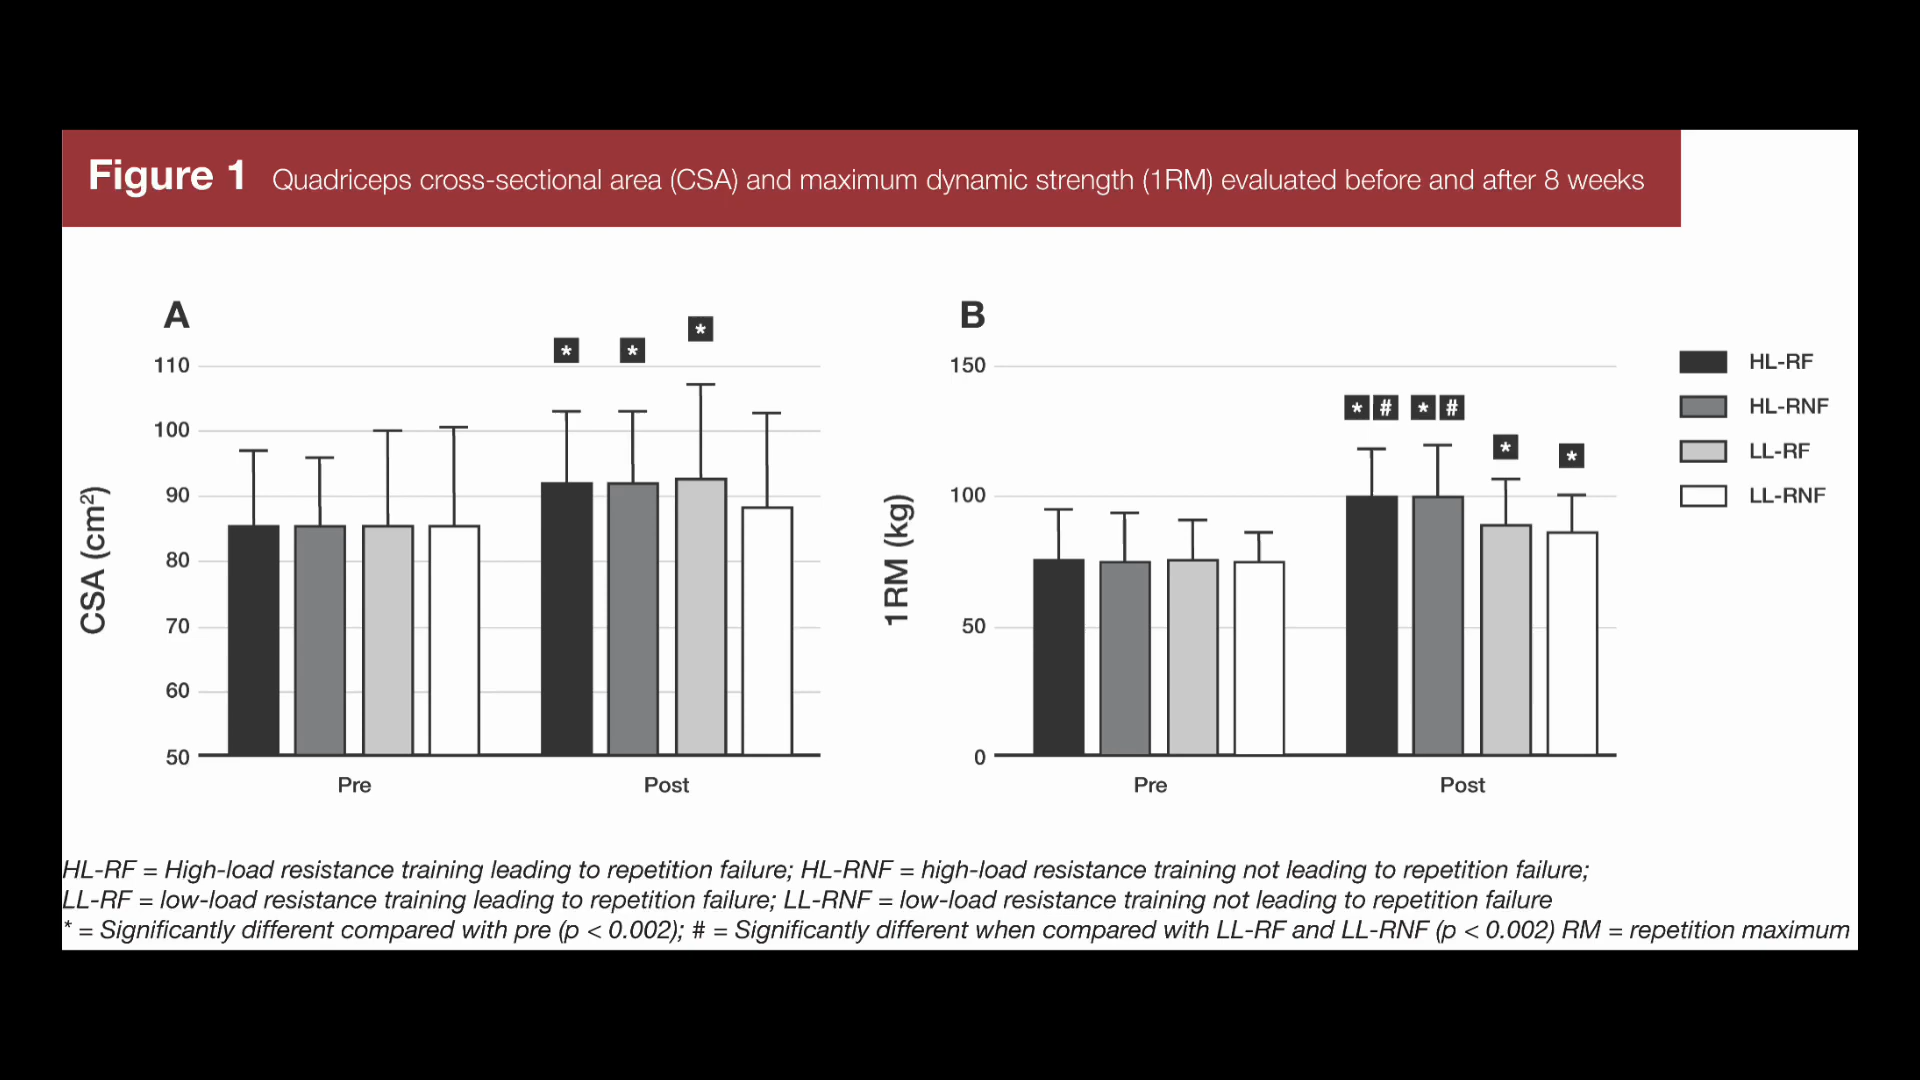 Figure 1 Quadriceps cross-sectional area (CSA) and maximum dynamic strength (1RM) evaluated before and after 8 weeks
A
* * *
110
100
90
80
70
60
50
CSA (cm²)
Pre Post
B
150
100
50
0
1RM (kg)
*# *# * *
Pre Post
HL-RF
HL-RNF
LL-RF
LL-RNF
HL-RF = High-load resistance training leading to repetition failure; HL-RNF = high-load resistance training not leading to repetition failure;
LL-RF = low-load resistance training leading to repetition failure; LL-RNF = low-load resistance training not leading to repetition failure
* = Significantly different compared with pre (p < 0.002); # = Significantly different when compared with LL-RF and LL-RNF (p < 0.002) RM = repetition maximum